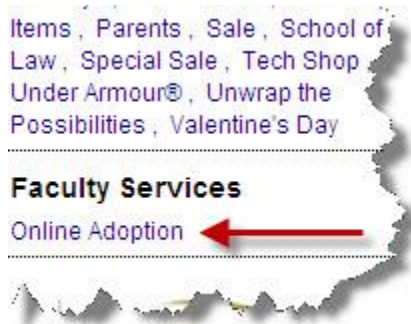 Items , Parents , Sale , School of
Law , Special Sale , Tech Shop
Under Armour® , Unwrap the
Possibilities , Valentine's Day
Faculty Services
Online Adoption